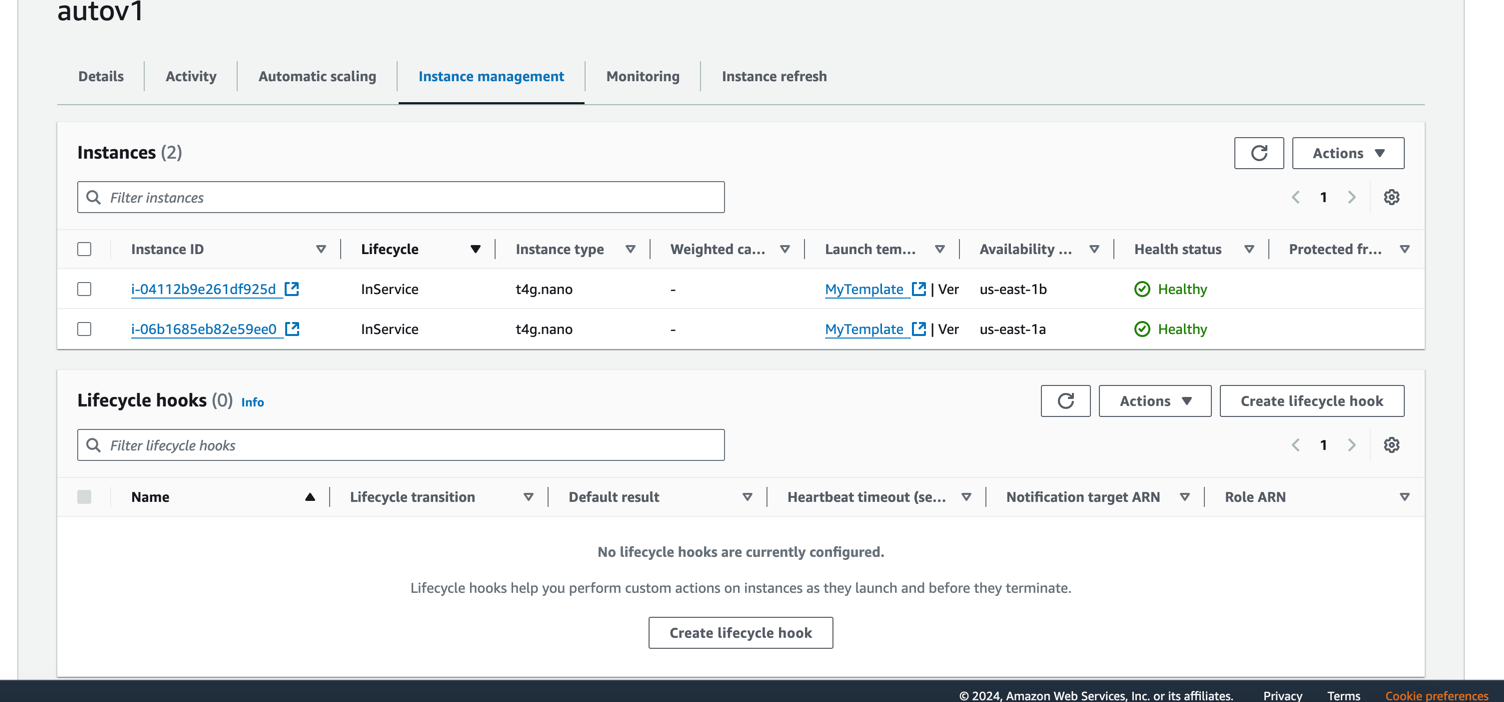 autov1
Details Activity Automatic scaling Instance management Monitoring Instance refresh
Instances (2)
Actions
Filter instances
1
Instance ID Lifecycle Instance type Weighted ca... Launch tem... Availability ... Health status Protected fr...
i-04112b9e261df925d InService t4g.nano - MyTemplate | Ver us-east-1b Healthy
i-06b1685eb82e59ee0 InService t4g.nano - MyTemplate | Ver us-east-1a Healthy
Lifecycle hooks (0) Info
Actions Create lifecycle hook
Filter lifecycle hooks
1
Name Lifecycle transition Default result Heartbeat timeout (se... Notification target ARN Role ARN
No lifecycle hooks are currently configured.
Lifecycle hooks help you perform custom actions on instances as they launch and before they terminate.
Create lifecycle hook
© 2024, Amazon Web Services, Inc. or its affiliates. Privacy Terms Cookie preferences